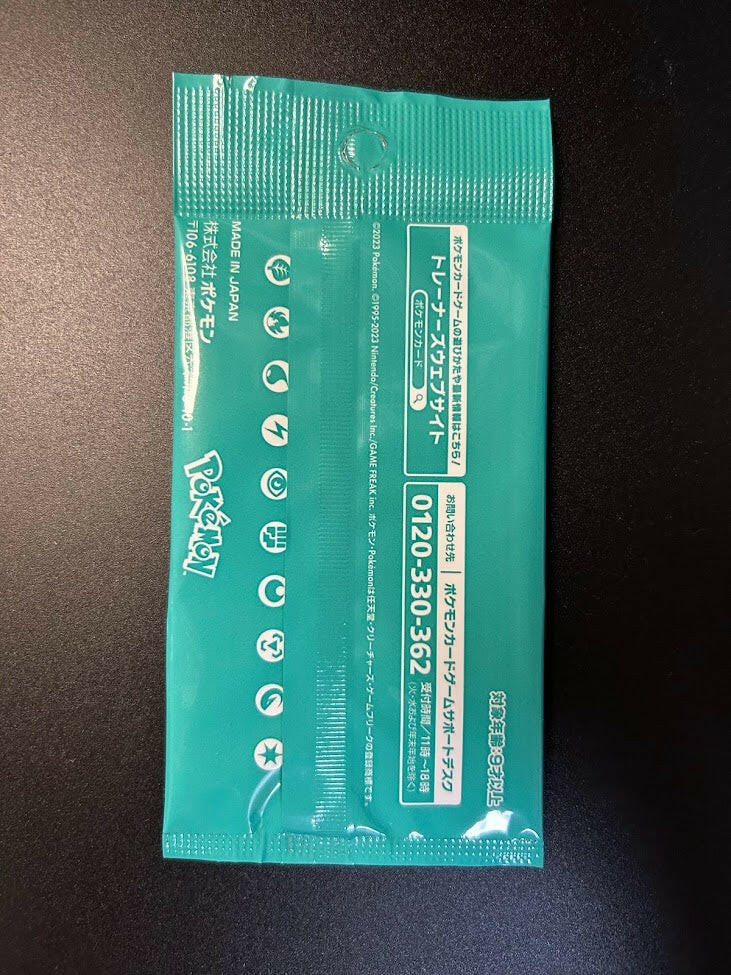 対象年齢:9才以上
ポケモンカードゲームの遊びかたや最新情報はこちら!
トレーナーズウェブサイト
ポケモンカード
お問い合わせ先 ポケモンカードゲームサポートデスク
0120-330-362 受付時間/11時~18時
(火・水および年末年始を除く)
©2023 Pokémon. ©1995-2023 Nintendo/Creatures Inc./GAME FREAK inc. ポケモン・Pokémonは任天堂・クリーチャーズ・ゲームフリークの登録商標です。
MADE IN JAPAN
株式会社 ポケモン
〒106-6108
POKéMON